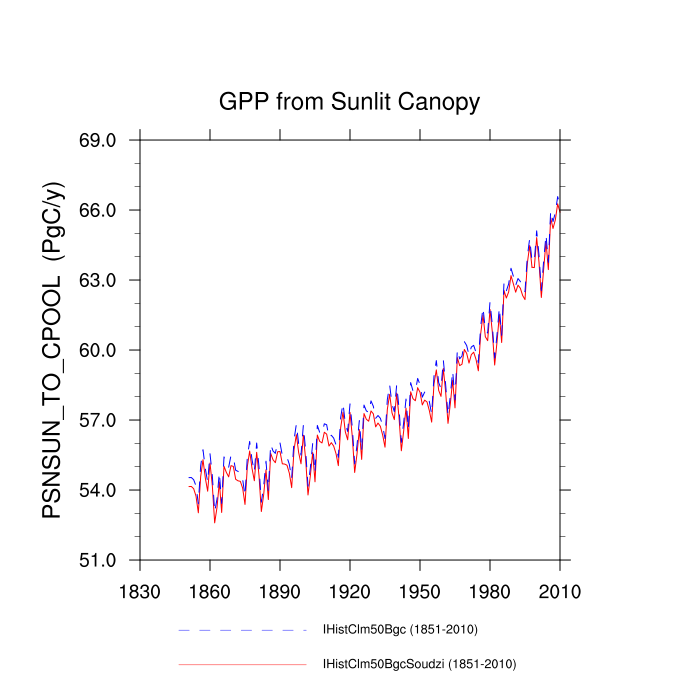 GPP from Sunlit Canopy
PSNSUN_TO_CPOOL (PgC/y)
69.0
66.0
63.0
60.0
57.0
54.0
51.0
1830 1860 1890 1920 1950 1980 2010
IHistClm50Bgc (1851-2010)
IHistClm50BgcSoudzi (1851-2010)